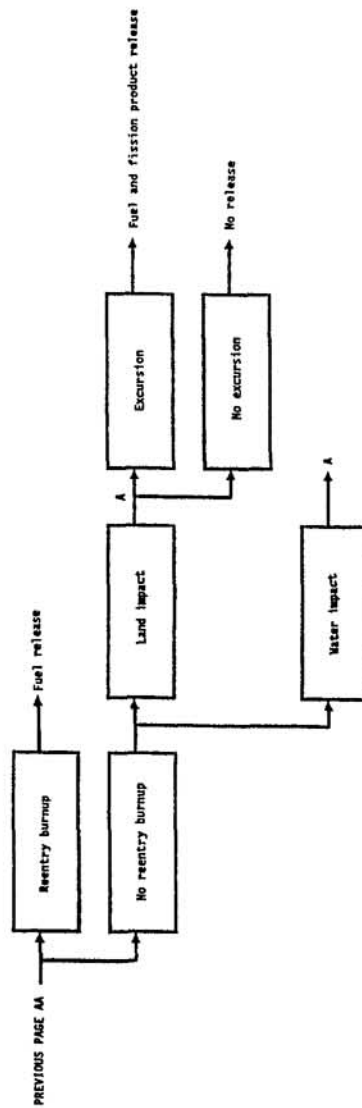 PREVIOUS PAGE AA
Reentry burnup
Fuel release
No reentry burnup
Land impact
A
Excursion
Fuel and fission product release
No excursion
No release
Water impact
A